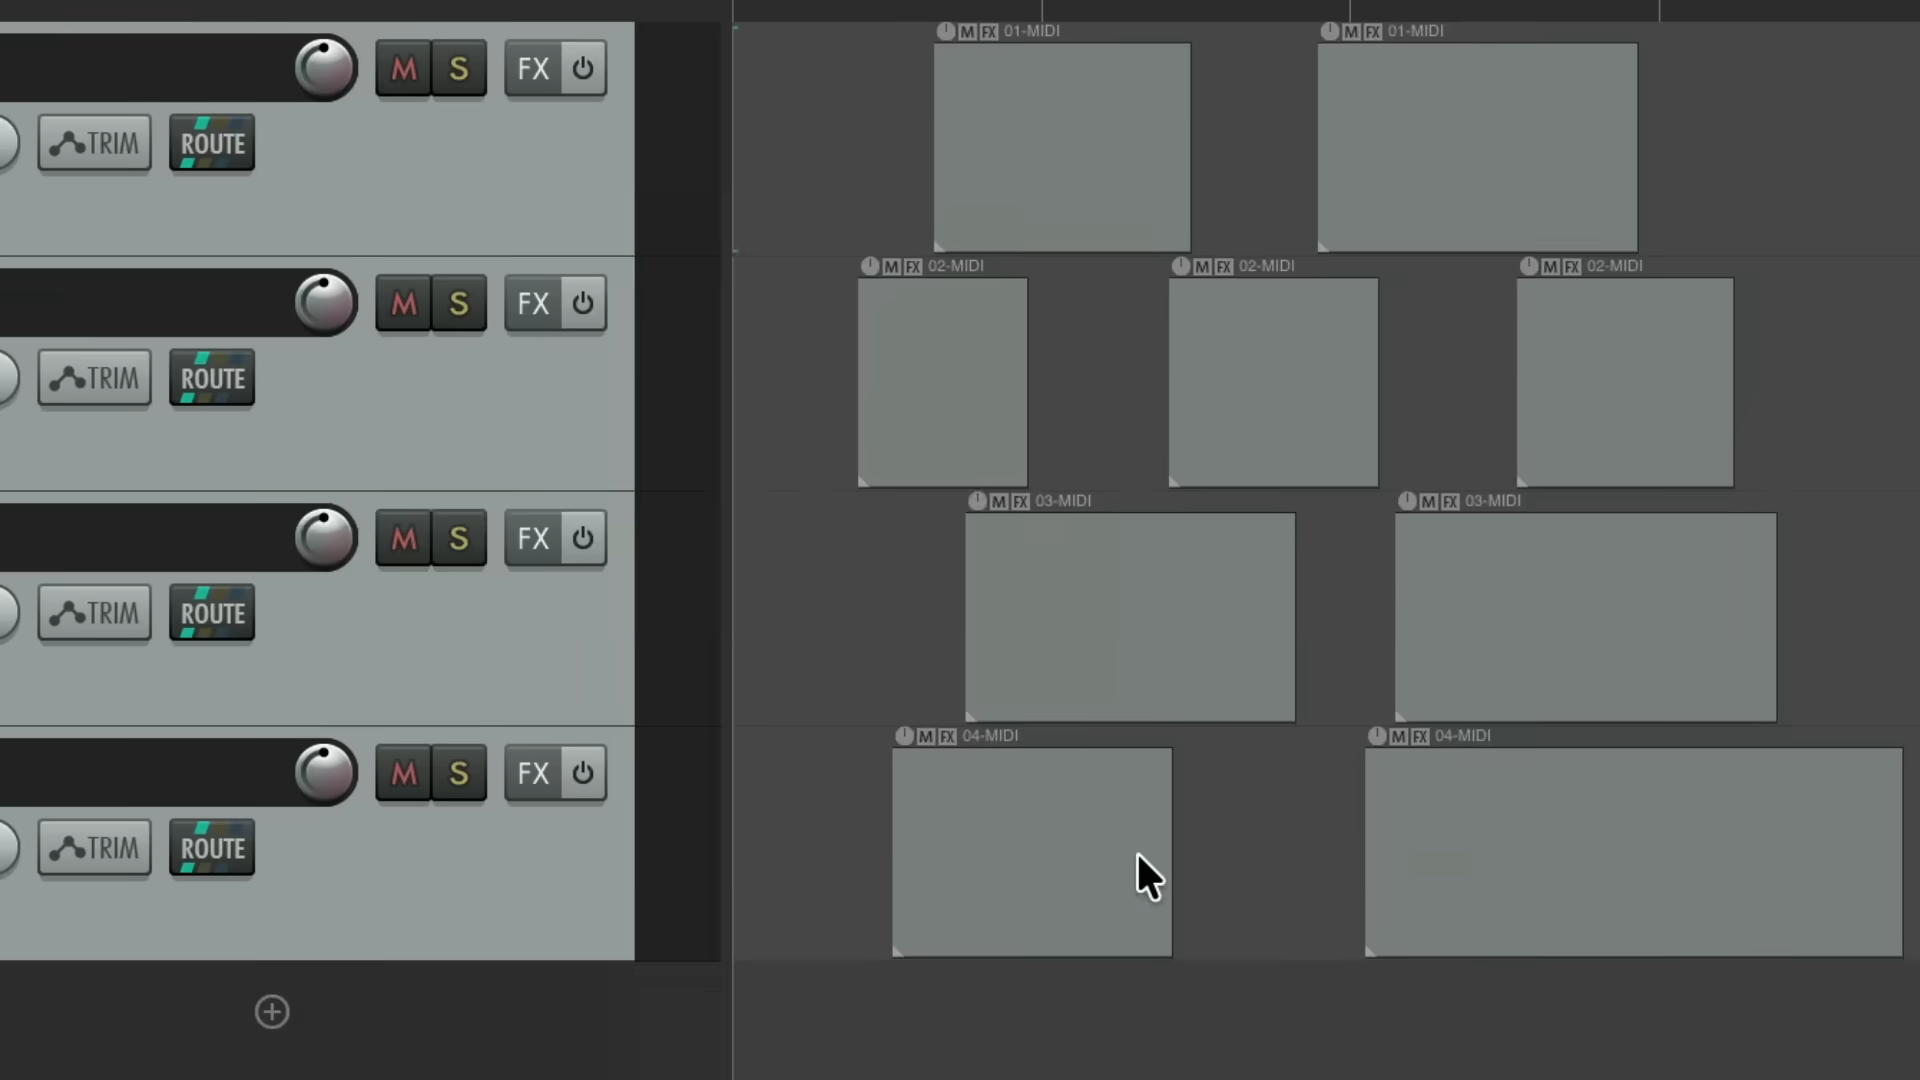 M S FX M FX 01-MIDI M FX 01-MIDI
TRIM ROUTE
M S FX M FX 02-MIDI M FX 02-MIDI M FX 02-MIDI
TRIM ROUTE
M S FX M FX 03-MIDI M FX 03-MIDI
TRIM ROUTE
M S FX M FX 04-MIDI M FX 04-MIDI
TRIM ROUTE